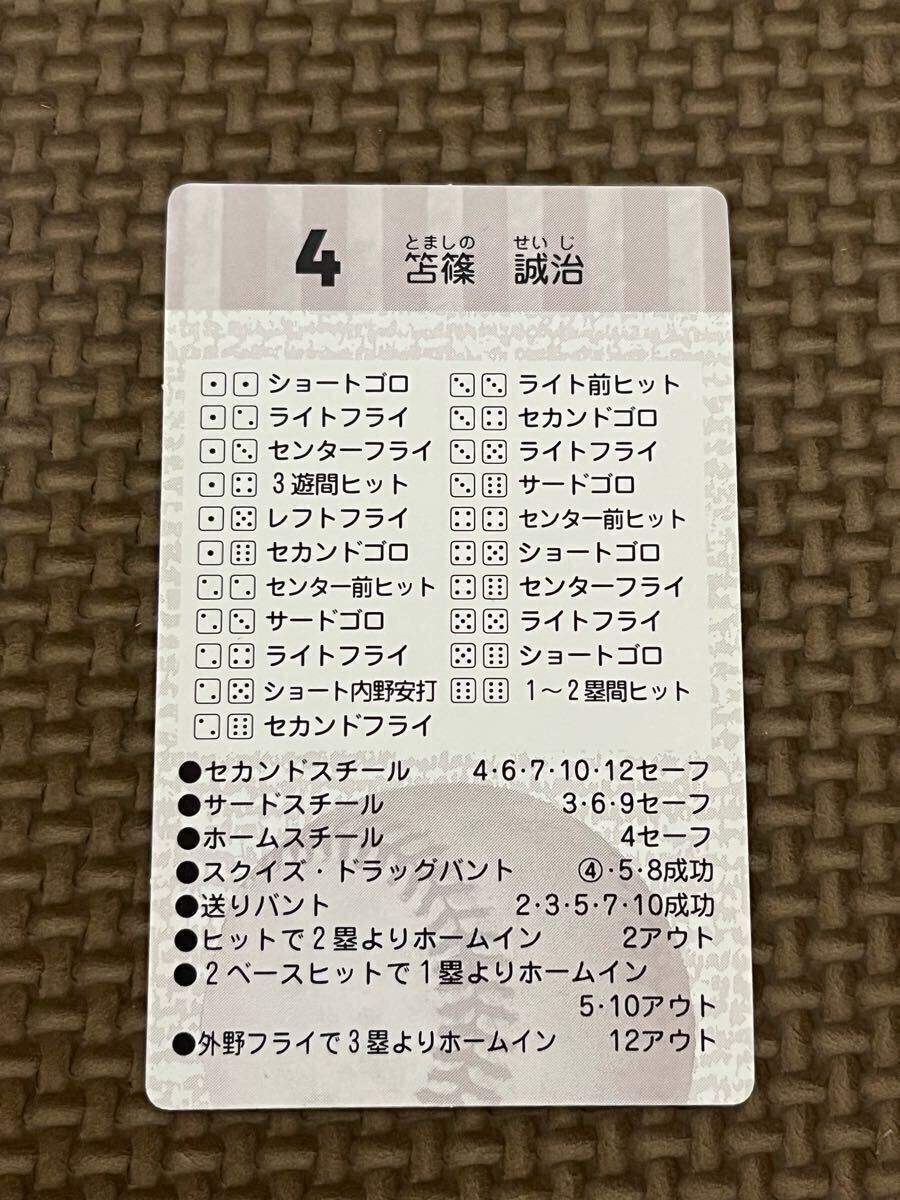 とましの せいじ
4 笘篠 誠治
⚀⚀ショートゴロ
⚀⚁ライトフライ
⚀⚂センターフライ
⚀⚃3遊間ヒット
⚀⚄レフトフライ
⚀⚅セカンドゴロ
⚁⚁センター前ヒット
⚁⚂サードゴロ
⚁⚃ライトフライ
⚁⚄ショート内野安打
⚁⚅セカンドフライ
⚂⚂ライト前ヒット
⚂⚃セカンドゴロ
⚂⚄ライトフライ
⚂⚅サードゴロ
⚃⚃センター前ヒット
⚃⚄ショートゴロ
⚃⚅センターフライ
⚄⚄ライトフライ
⚄⚅ショートゴロ
⚅⚅1〜2塁間ヒット
●セカンドスチール 4・6・7・10・12セーフ
●サードスチール 3・6・9セーフ
●ホームスチール 4セーフ
●スクイズ・ドラッグバント ④・5・8成功
●送りバント 2・3・5・7・10成功
●ヒットで2塁よりホームイン 2アウト
●2ベースヒットで1塁よりホームイン
5・10アウト
●外野フライで3塁よりホームイン 12アウト